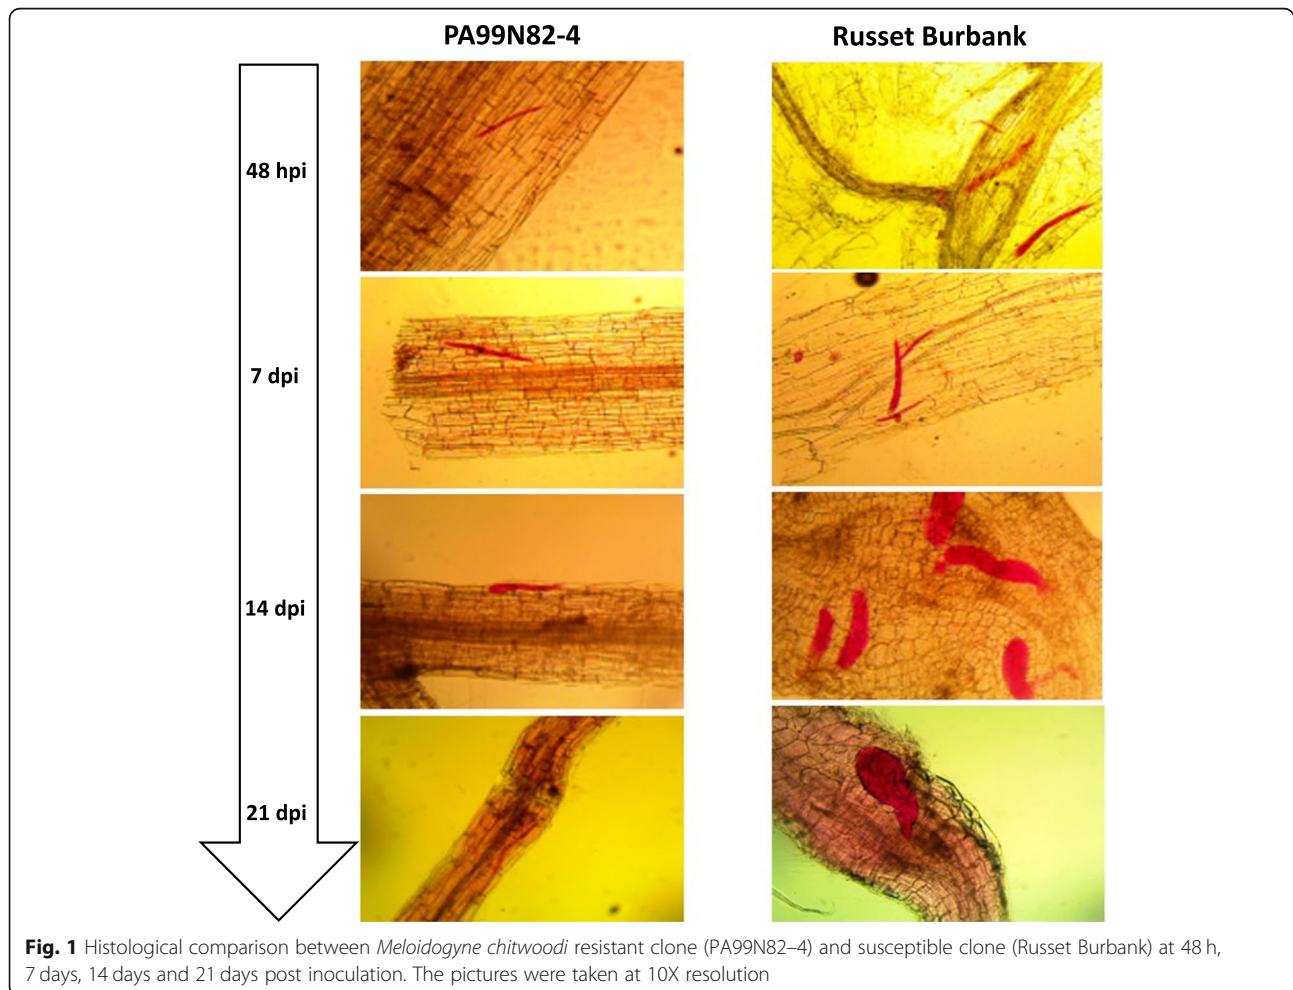 PA99N82-4
Russet Burbank
48 hpi
7 dpi
14 dpi
21 dpi
Fig. 1 Histological comparison between Meloidogyne chitwoodi resistant clone (PA99N82–4) and susceptible clone (Russet Burbank) at 48 h,
7 days, 14 days and 21 days post inoculation. The pictures were taken at 10X resolution